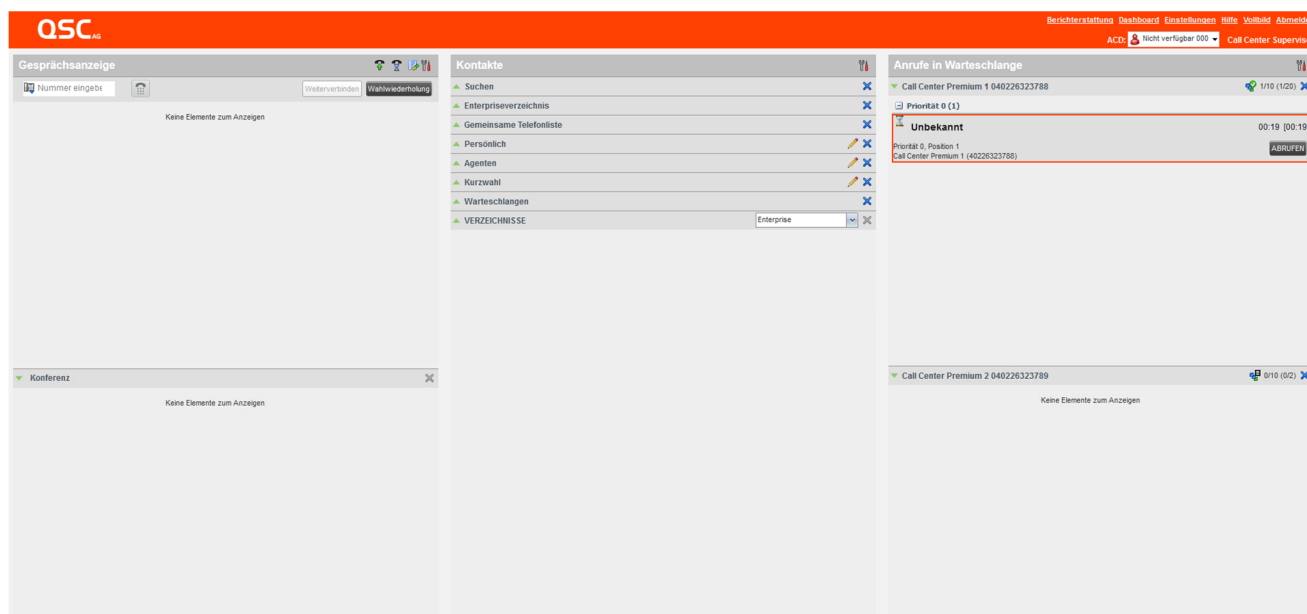 QSC AG
Berichterstattung Dashboard Einstellungen Hilfe Vollbild Abmelde
ACD: Nicht verfügbar 000 Call Center Supervis
Gesprächsanzeige
Nummer eingebe
Weiterverbinden Wahlwiederholung
Keine Elemente zum Anzeigen
Konferenz
Keine Elemente zum Anzeigen
Kontakte
Suchen
Enterpriseverzeichnis
Gemeinsame Telefonliste
Persönlich
Agenten
Kurzwahl
Warteschlangen
VERZEICHNISSE Enterprise
Anrufe in Warteschlange
Call Center Premium 1 040226323788 1/10 (1/20)
Priorität 0 (1)
Unbekannt 00:19 [00:19
Priorität 0, Position 1
Call Center Premium 1 (40226323788)
ABRUFEN
Call Center Premium 2 040226323789 0/10 (0/2)
Keine Elemente zum Anzeigen